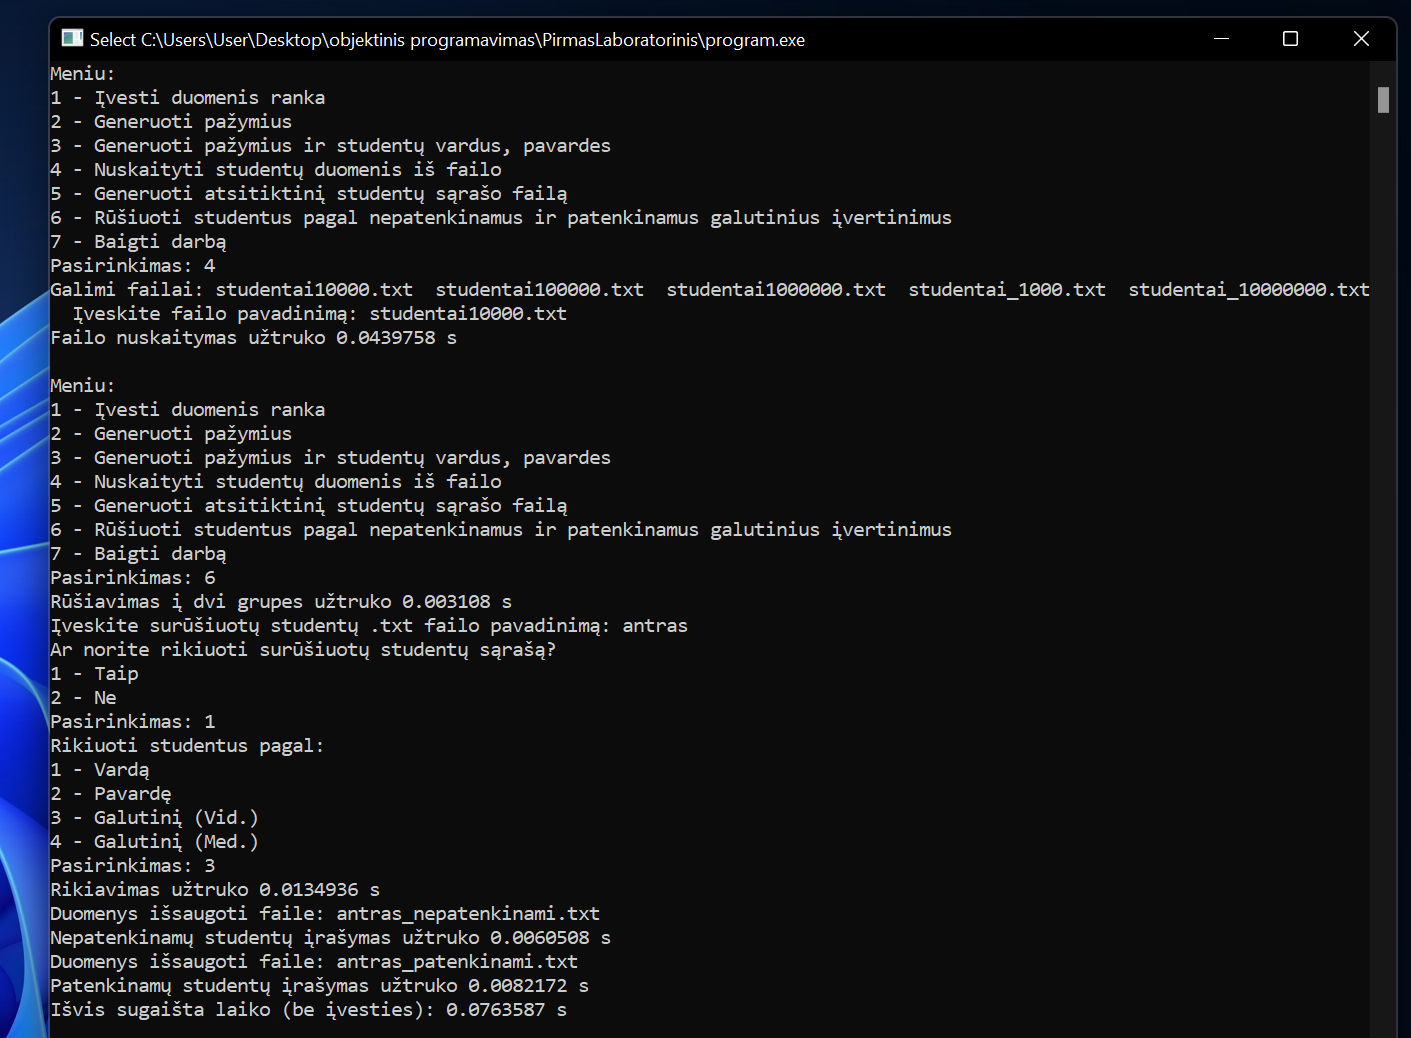 Select C:\Users\User\Desktop\objektinis programavimas\PirmasLaboratorinis\program.exe
Meniu:
1 - Įvesti duomenis ranka
2 - Generuoti pažymius
3 - Generuoti pažymius ir studentų vardus, pavardes
4 - Nuskaityti studentų duomenis iš failo
5 - Generuoti atsitiktinį studentų sąrašo failą
6 - Rūšiuoti studentus pagal nepatenkinamus ir patenkinamus galutinius įvertinimus
7 - Baigti darbą
Pasirinkimas: 4
Galimi failai: studentai10000.txt  studentai100000.txt  studentai1000000.txt  studentai_1000.txt  studentai_10000000.txt
  Įveskite failo pavadinimą: studentai10000.txt
Failo nuskaitymas užtruko 0.0439758 s
Meniu:
1 - Įvesti duomenis ranka
2 - Generuoti pažymius
3 - Generuoti pažymius ir studentų vardus, pavardes
4 - Nuskaityti studentų duomenis iš failo
5 - Generuoti atsitiktinį studentų sąrašo failą
6 - Rūšiuoti studentus pagal nepatenkinamus ir patenkinamus galutinius įvertinimus
7 - Baigti darbą
Pasirinkimas: 6
Rūšiavimas į dvi grupes užtruko 0.003108 s
Įveskite surūšiuotų studentų .txt failo pavadinimą: antras
Ar norite rikiuoti surūšiuotų studentų sąrašą?
1 - Taip
2 - Ne
Pasirinkimas: 1
Rikiuoti studentus pagal:
1 - Vardą
2 - Pavardę
3 - Galutinį (Vid.)
4 - Galutinį (Med.)
Pasirinkimas: 3
Rikiavimas užtruko 0.0134936 s
Duomenys išsaugoti faile: antras_nepatenkinami.txt
Nepatenkinamų studentų įrašymas užtruko 0.0060508 s
Duomenys išsaugoti faile: antras_patenkinami.txt
Patenkinamų studentų įrašymas užtruko 0.0082172 s
Išvis sugaišta laiko (be įvesties): 0.0763587 s